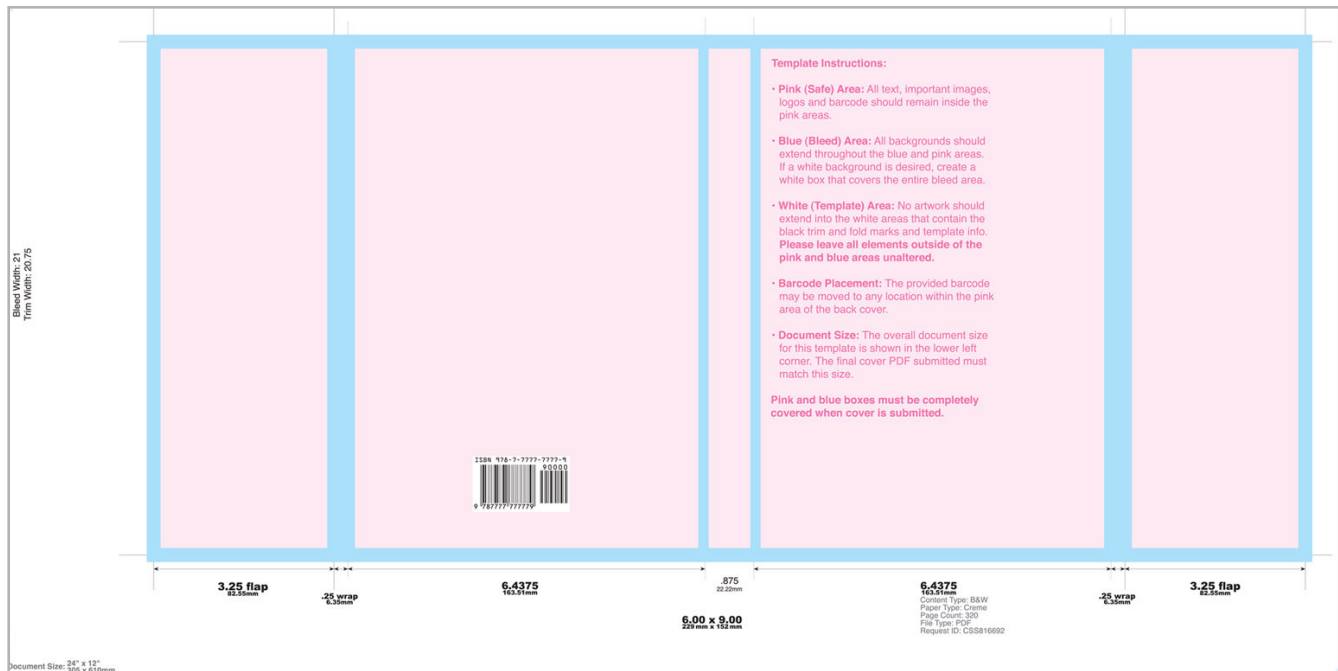 Template Instructions:
• Pink (Safe) Area: All text, important images,
logos and barcode should remain inside the
pink areas.
• Blue (Bleed) Area: All backgrounds should
extend throughout the blue and pink areas.
If a white background is desired, create a
white box that covers the entire bleed area.
• White (Template) Area: No artwork should
extend into the white areas that contain the
black trim and fold marks and template info.
Please leave all elements outside of the
pink and blue areas unaltered.
• Barcode Placement: The provided barcode
may be moved to any location within the pink
area of the back cover.
• Document Size: The overall document size
for this template is shown in the lower left
corner. The final cover PDF submitted must
match this size.
Pink and blue boxes must be completely
covered when cover is submitted.
Bleed Width: 21
Trim Width: 20.75
ISBN 978-7-7777-7777-9
90000
9 787777 777779
3.25 flap
82.55mm
.25 wrap
6.35mm
6.4375
163.51mm
.875
22.22mm
6.00 x 9.00
229 mm x 152 mm
6.4375
163.51mm
Content Type: B&W
Paper Type: Creme
Page Count: 320
File Type: PDF
Request ID: CSS816692
.25 wrap
6.35mm
3.25 flap
82.55mm
Document Size: 24" x 12"
305 x 610mm